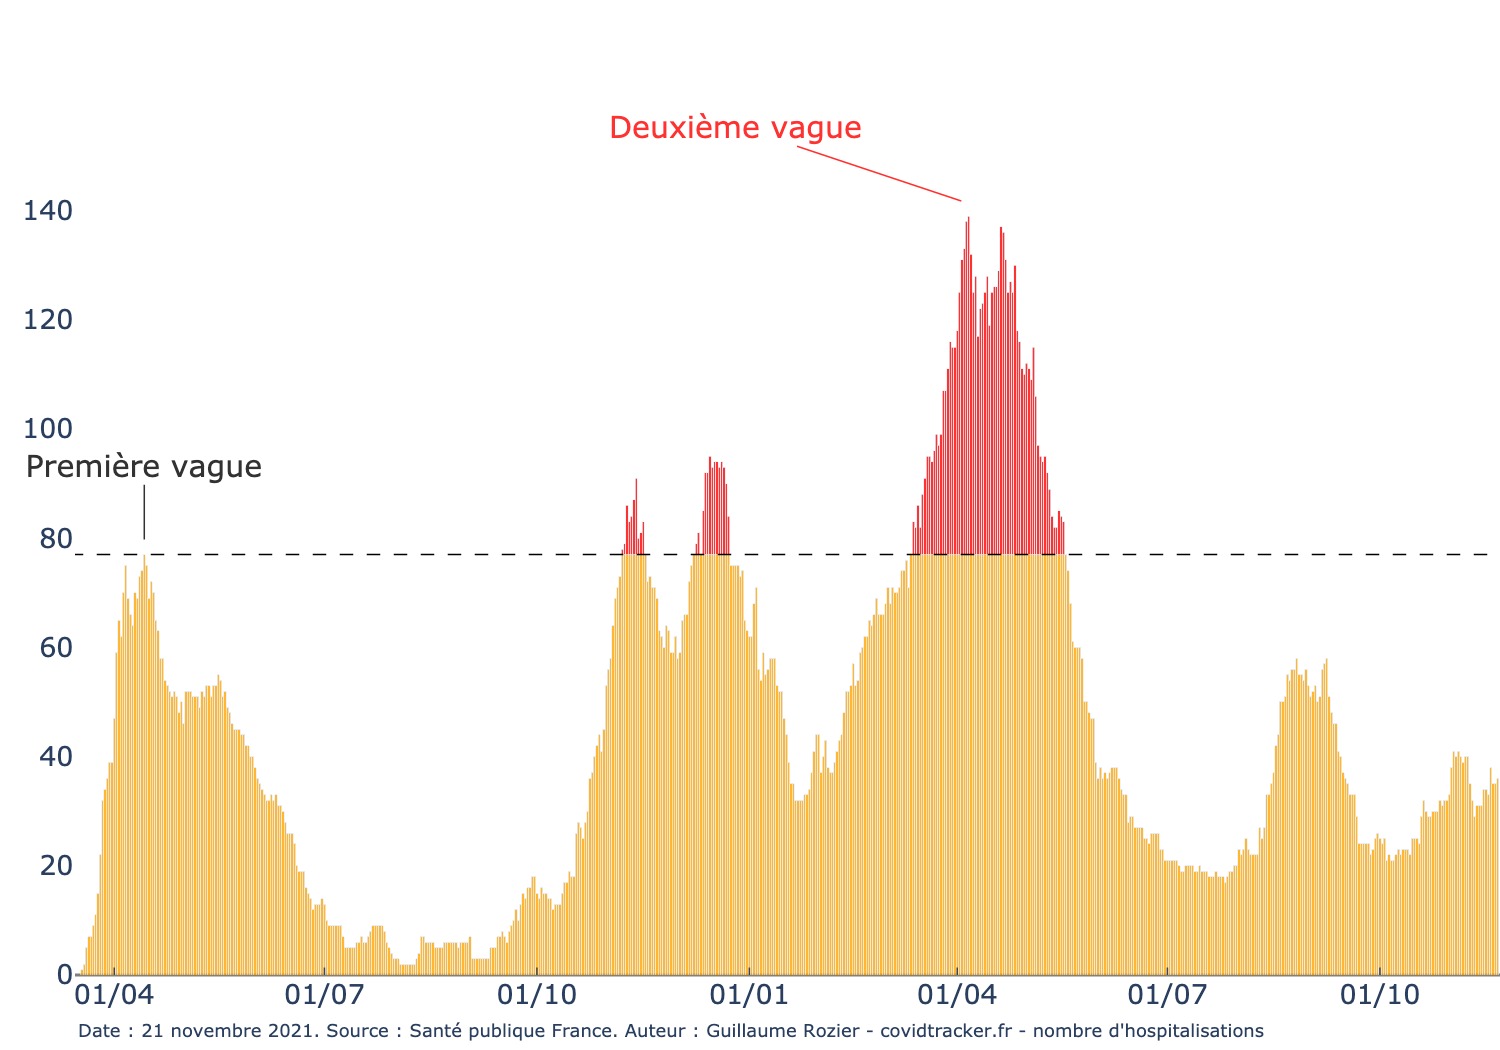 Deuxième vague
140
120
100
Première vague
80
60
40
20
0
01/04 01/07 01/10 01/01 01/04 01/07 01/10
Date : 21 novembre 2021. Source : Santé publique France. Auteur : Guillaume Rozier - covidtracker.fr - nombre d'hospitalisations